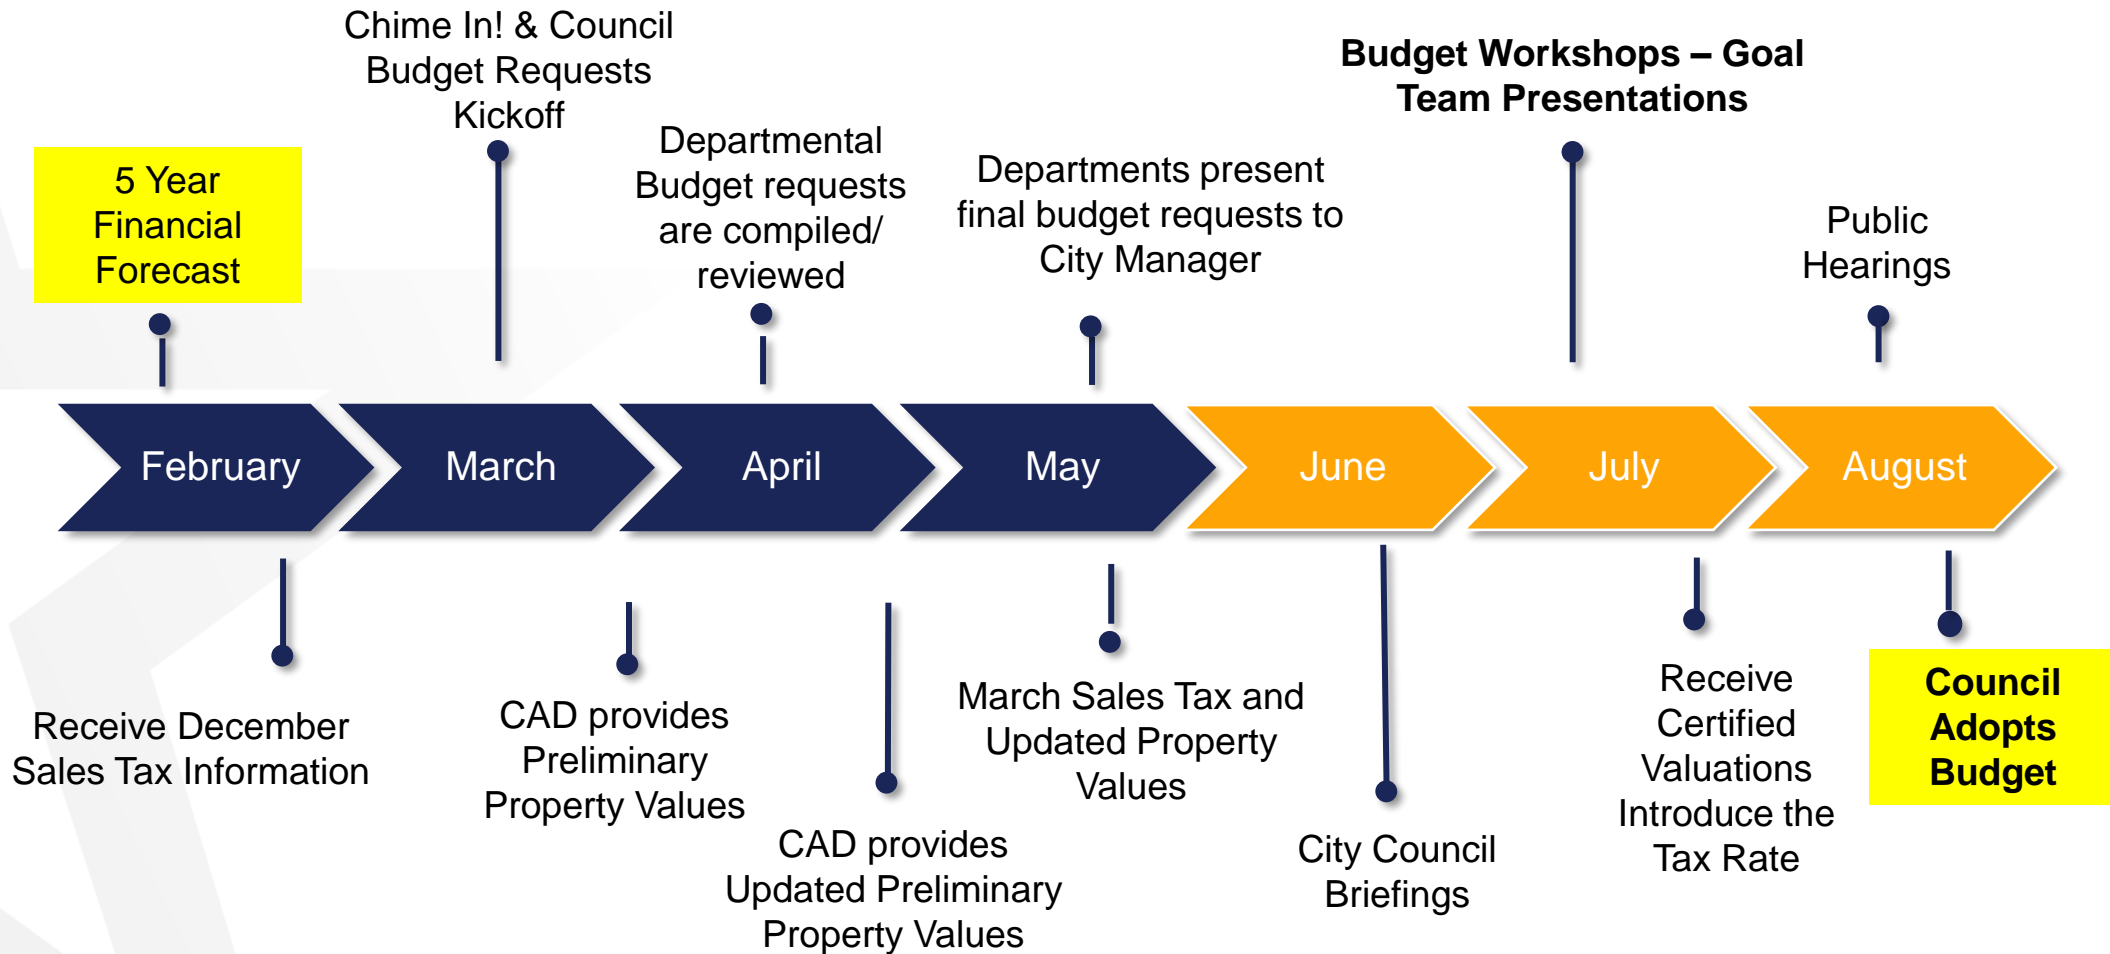 Chime In! & Council
Budget Requests
Kickoff
Budget Workshops – Goal
Team Presentations
5 Year
Financial
Forecast
Departmental
Budget requests
are compiled/
reviewed
Departments present
final budget requests to
City Manager
Public
Hearings
February
March
April
May
June
July
August
Receive December
Sales Tax Information
CAD provides
Preliminary
Property Values
CAD provides
Updated Preliminary
Property Values
March Sales Tax and
Updated Property
Values
City Council
Briefings
Receive
Certified
Valuations
Introduce the
Tax Rate
Council
Adopts
Budget